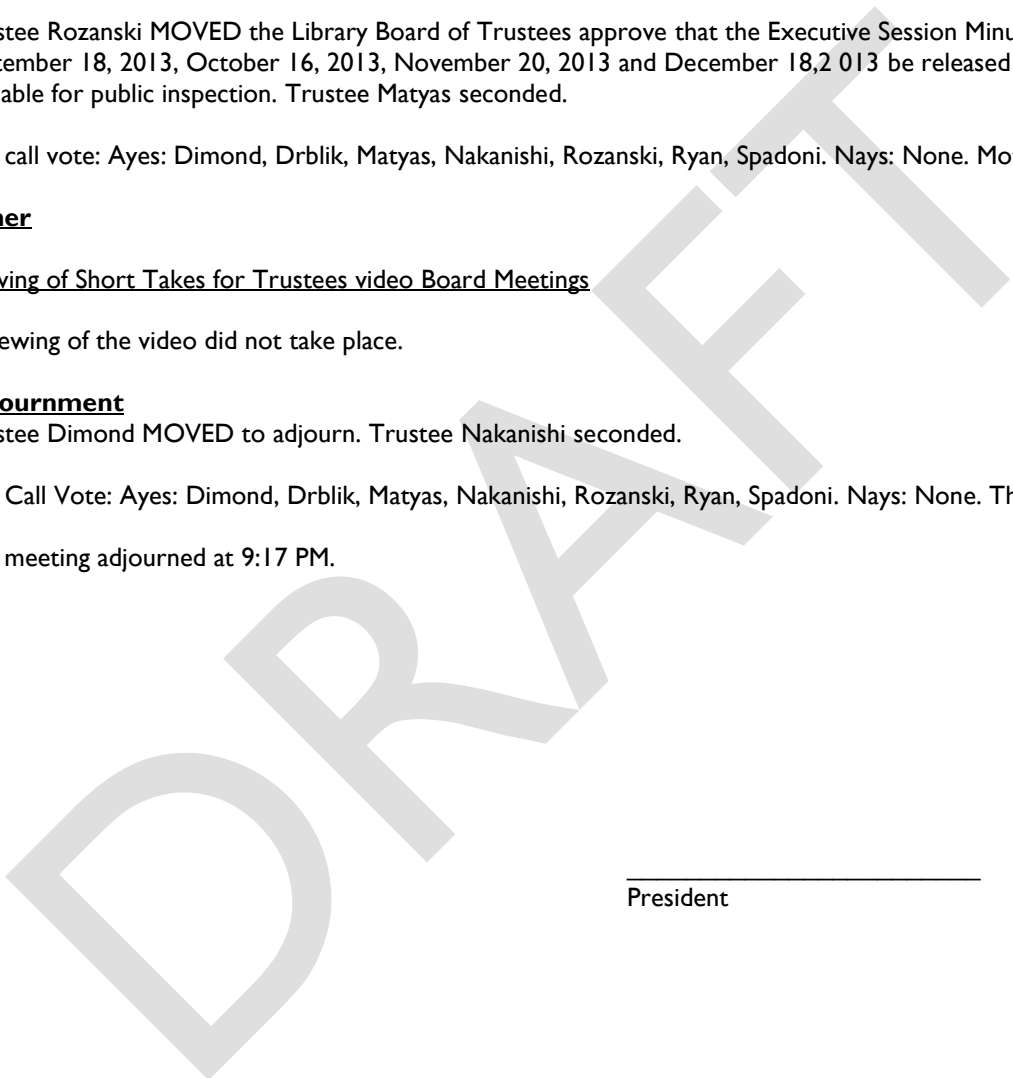 stee Rozanski MOVED the Library Board of Trustees approve that the Executive Session Minu
tember 18, 2013, October 16, 2013, November 20, 2013 and December 18,2 013 be released
able for public inspection. Trustee Matyas seconded.
call vote: Ayes: Dimond, Drblik, Matyas, Nakanishi, Rozanski, Ryan, Spadoni. Nays: None. Mo
ner
wing of Short Takes for Trustees video Board Meetings
ewing of the video did not take place.
ournment
stee Dimond MOVED to adjourn. Trustee Nakanishi seconded.
Call Vote: Ayes: Dimond, Drblik, Matyas, Nakanishi, Rozanski, Ryan, Spadoni. Nays: None. Th
meeting adjourned at 9:17 PM.
President
DRAFT